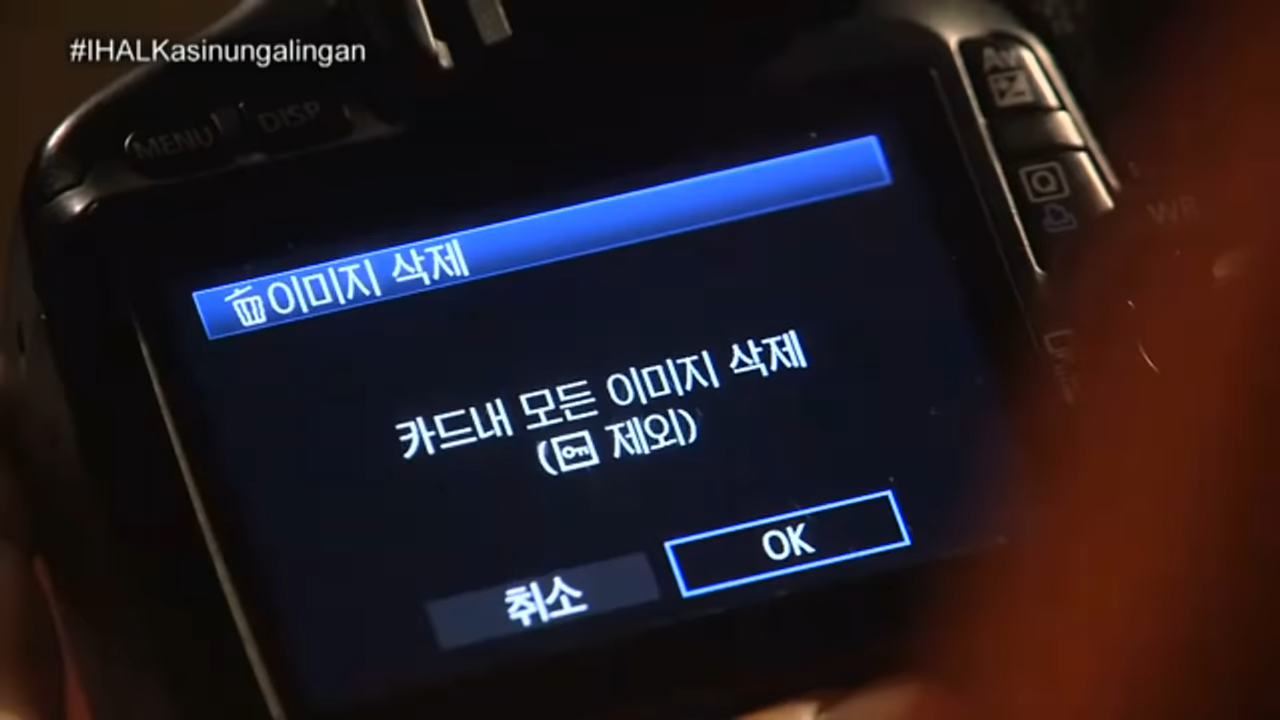 #IHALKasinungalingan
MENU DISP
Av
Q
이미지 삭제
카드내 모든 이미지 삭제
( 제외)
OK
취소